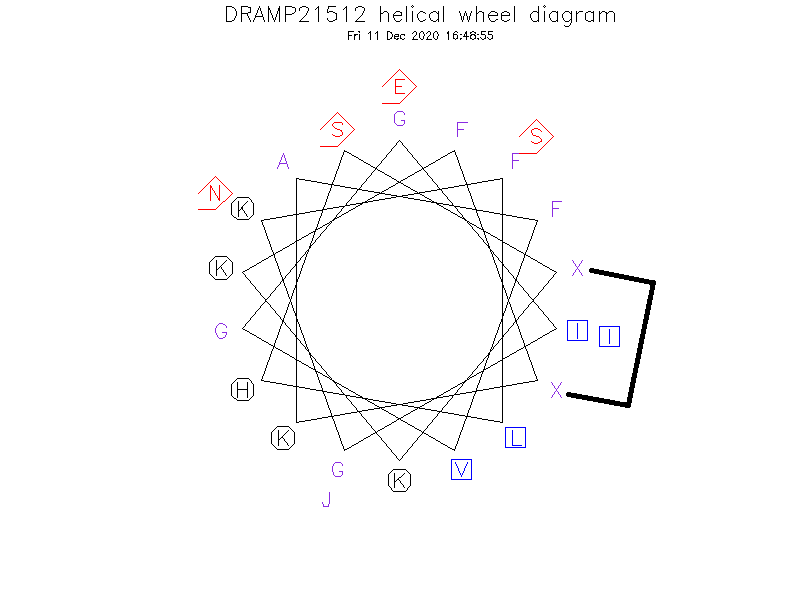 DRAMP21512 helical wheel diagram
Fri 11 Dec 2020 16:48:55
E
G
S
F
S
A
F
N
K
F
K
X
G
I
I
H
X
K
L
G
V
K
J